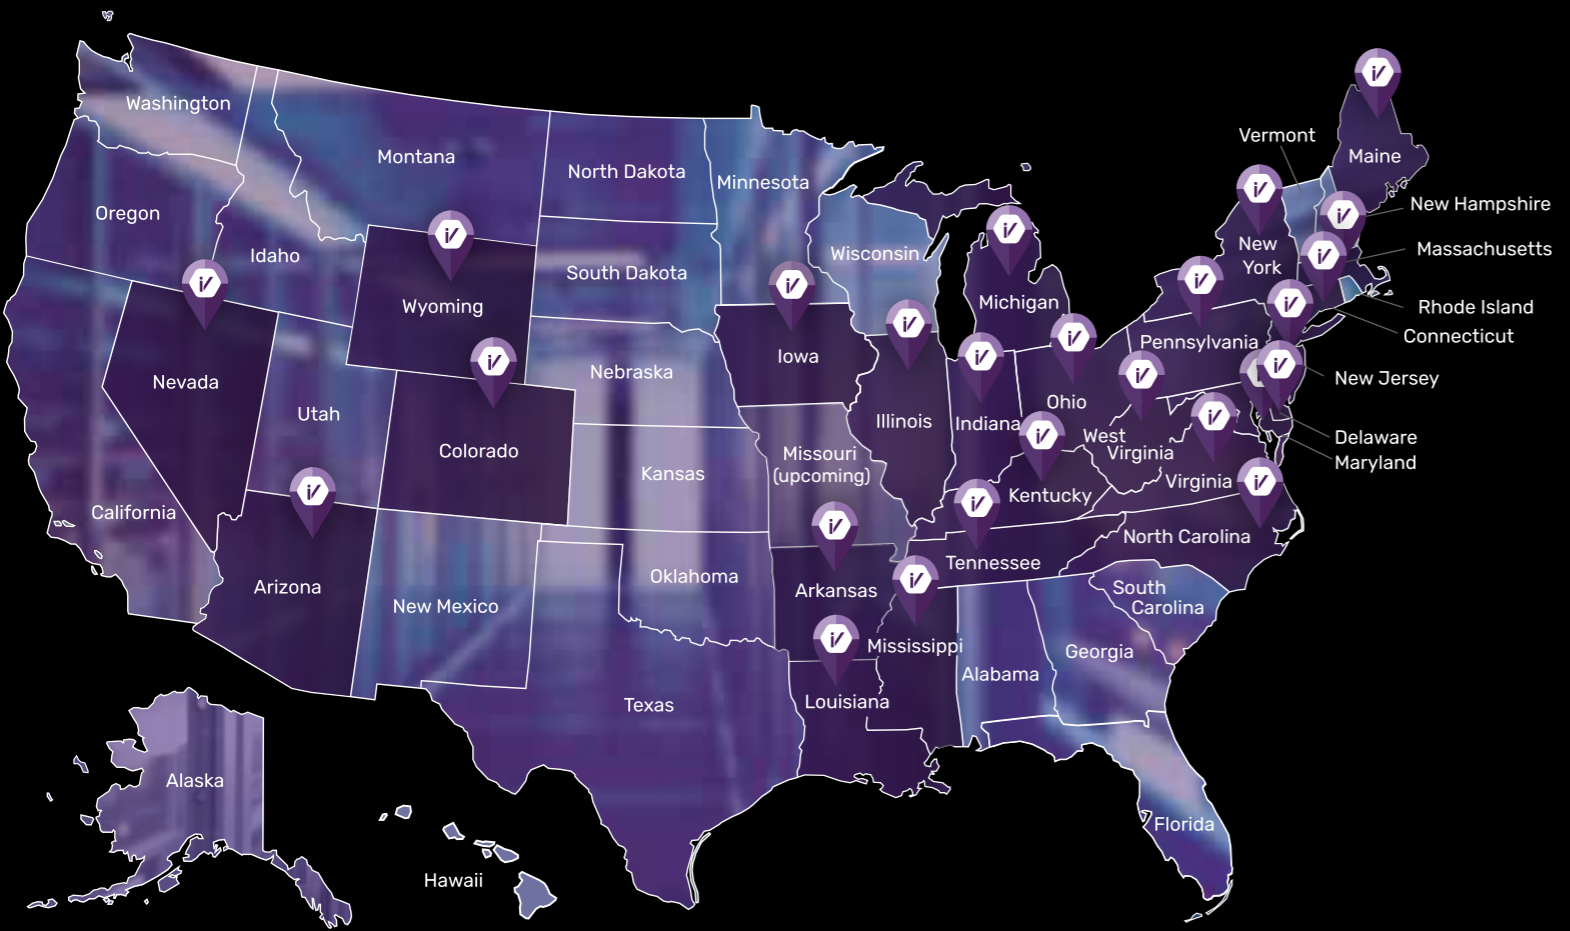 Washington
Montana
North Dakota
Minnesota
Vermont
Maine
Oregon
Idaho
Wisconsin
New Hampshire
New
York
Massachusetts
South Dakota
Wyoming
Michigan
Rhode Island
Connecticut
Pennsylvania
Iowa
Nebraska
Nevada
New Jersey
Utah
Ohio
Illinois
Indiana
West
Virginia
Delaware
Maryland
Colorado
Missouri
(upcoming)
Kansas
Kentucky
Virginia
California
North Carolina
Tennessee
Arizona
Oklahoma
Arkansas
South
Carolina
New Mexico
Mississippi
Georgia
Alabama
Louisiana
Texas
Alaska
Florida
Hawaii